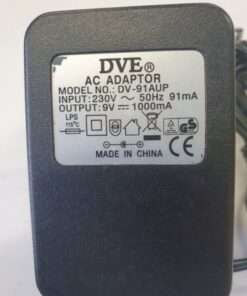 DVE®
AC ADAPTOR
MODEL NO.: DV-91AUP
INPUT:230V ~ 50Hz 91mA
OUTPUT:9V ⎓ 1000mA
LPS
GS
CE
MADE IN CHINA